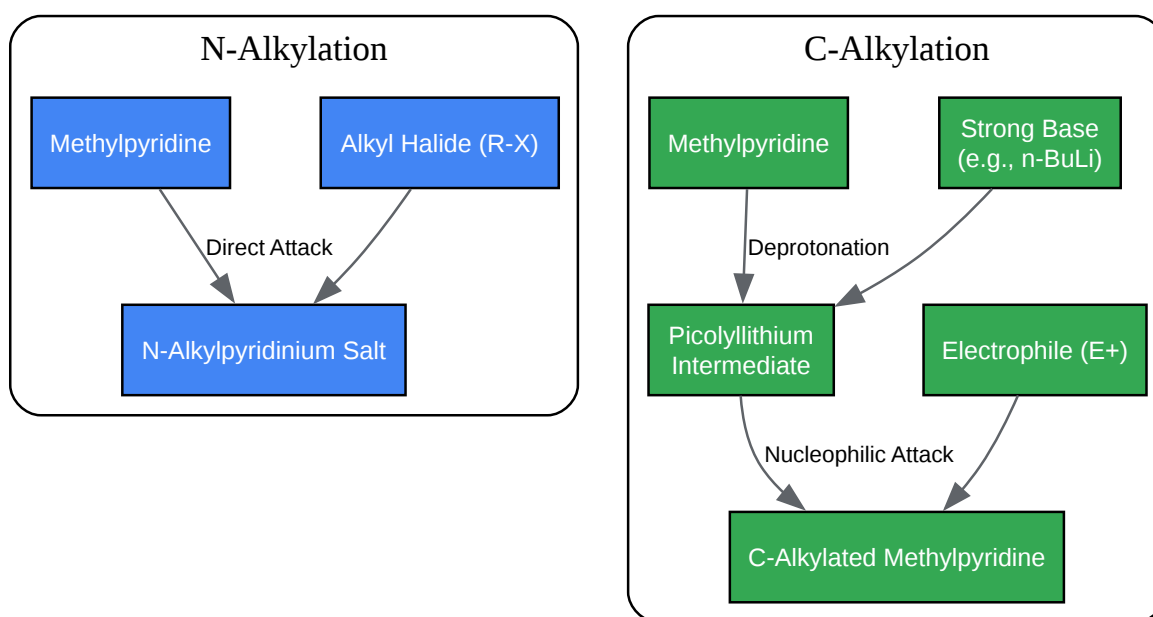 N-Alkylation
Methylpyridine
Alkyl Halide (R-X)
Direct Attack
N-Alkylpyridinium Salt
C-Alkylation
Methylpyridine
Strong Base
(e.g., n-BuLi)
Deprotonation
Picolyllithium
Intermediate
Electrophile (E+)
Nucleophilic Attack
C-Alkylated Methylpyridine